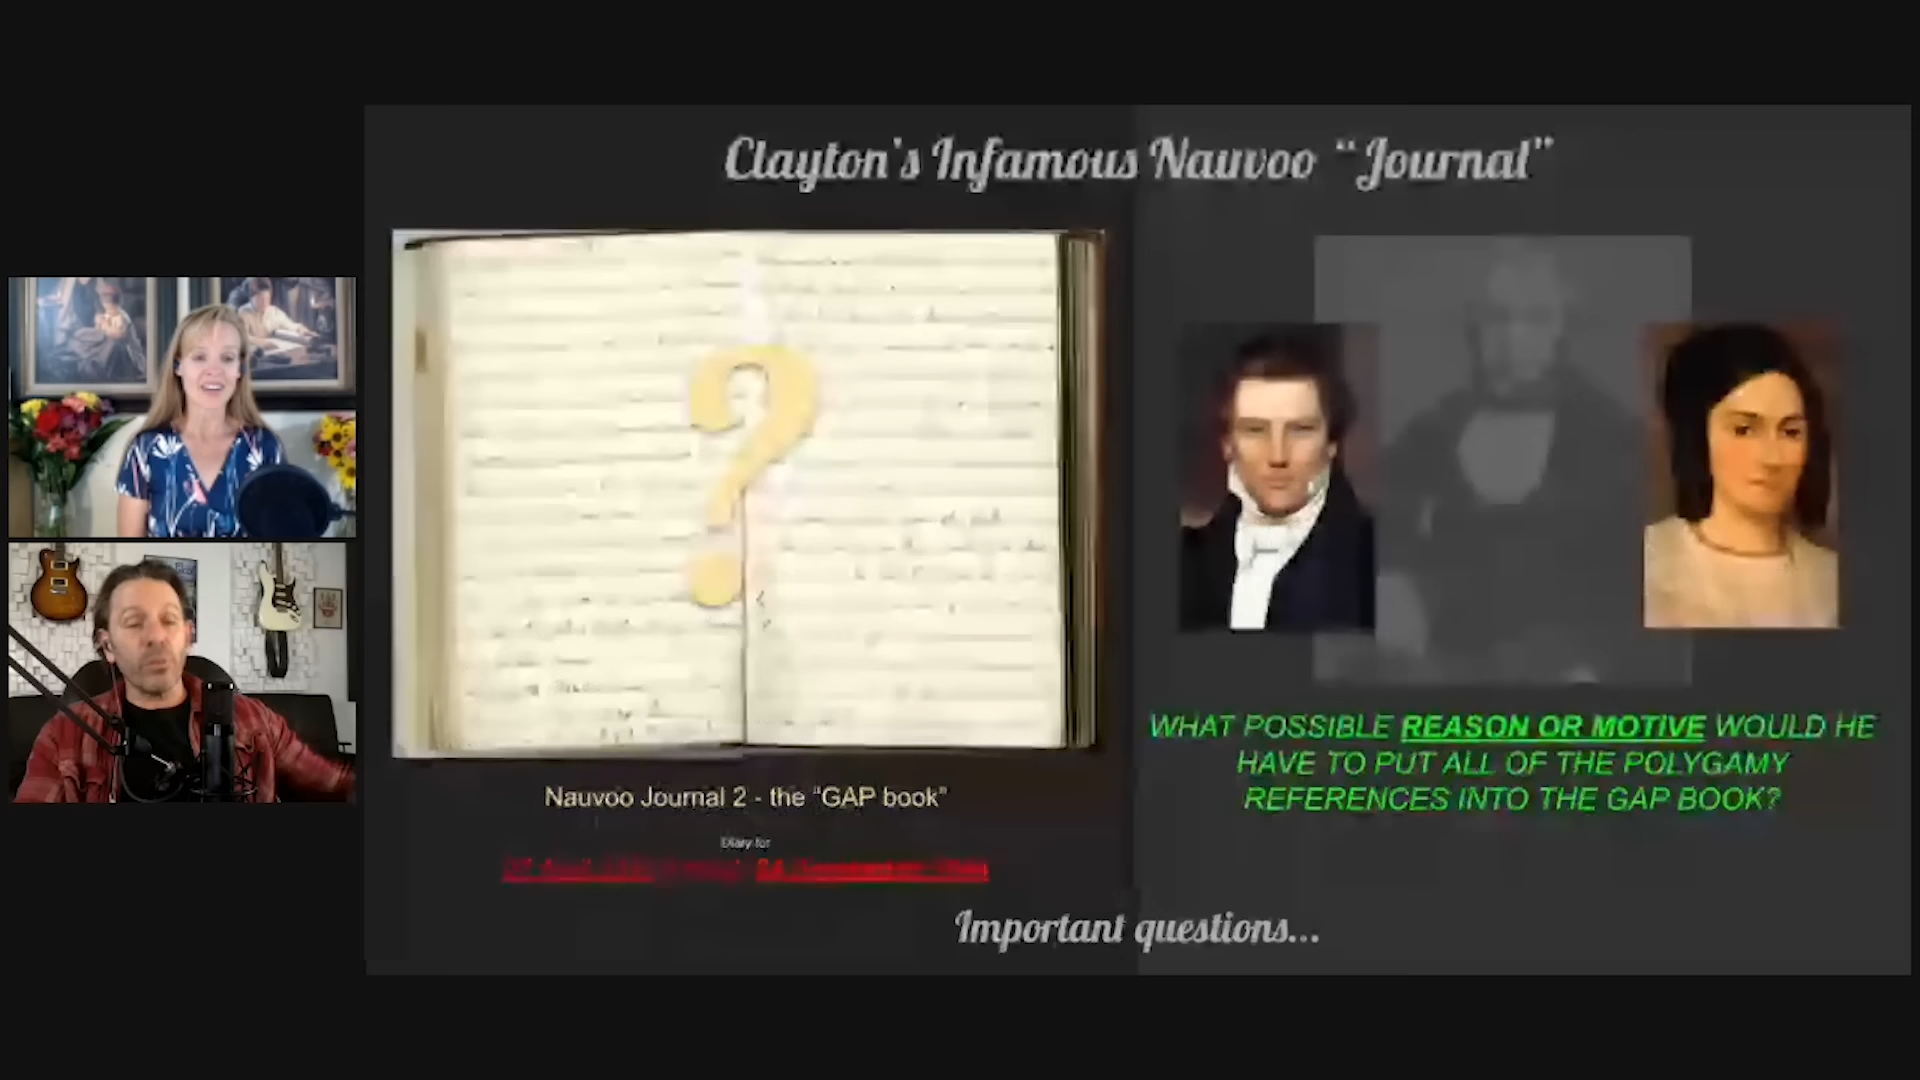 Clayton's Infamous Nauvoo “Journal”
Nauvoo Journal 2 - the “GAP book”
Diary for
WHAT POSSIBLE REASON OR MOTIVE WOULD HE
HAVE TO PUT ALL OF THE POLYGAMY
REFERENCES INTO THE GAP BOOK?
Important questions...